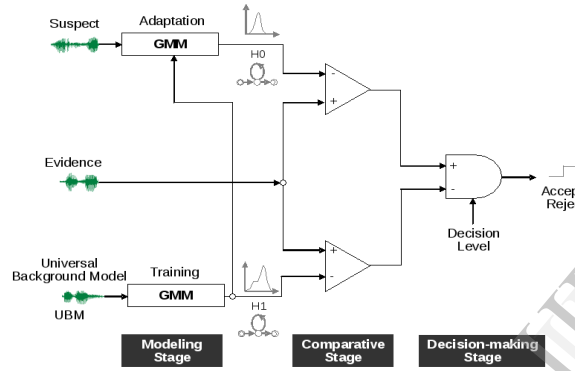 Suspect
Adaptation
GMM
H0
-
+
Evidence
+
-
Decision
Level
Universal
Background Model
UBM
Training
GMM
H1
+
-
Modeling
Stage
Comparative
Stage
Decision-making
Stage